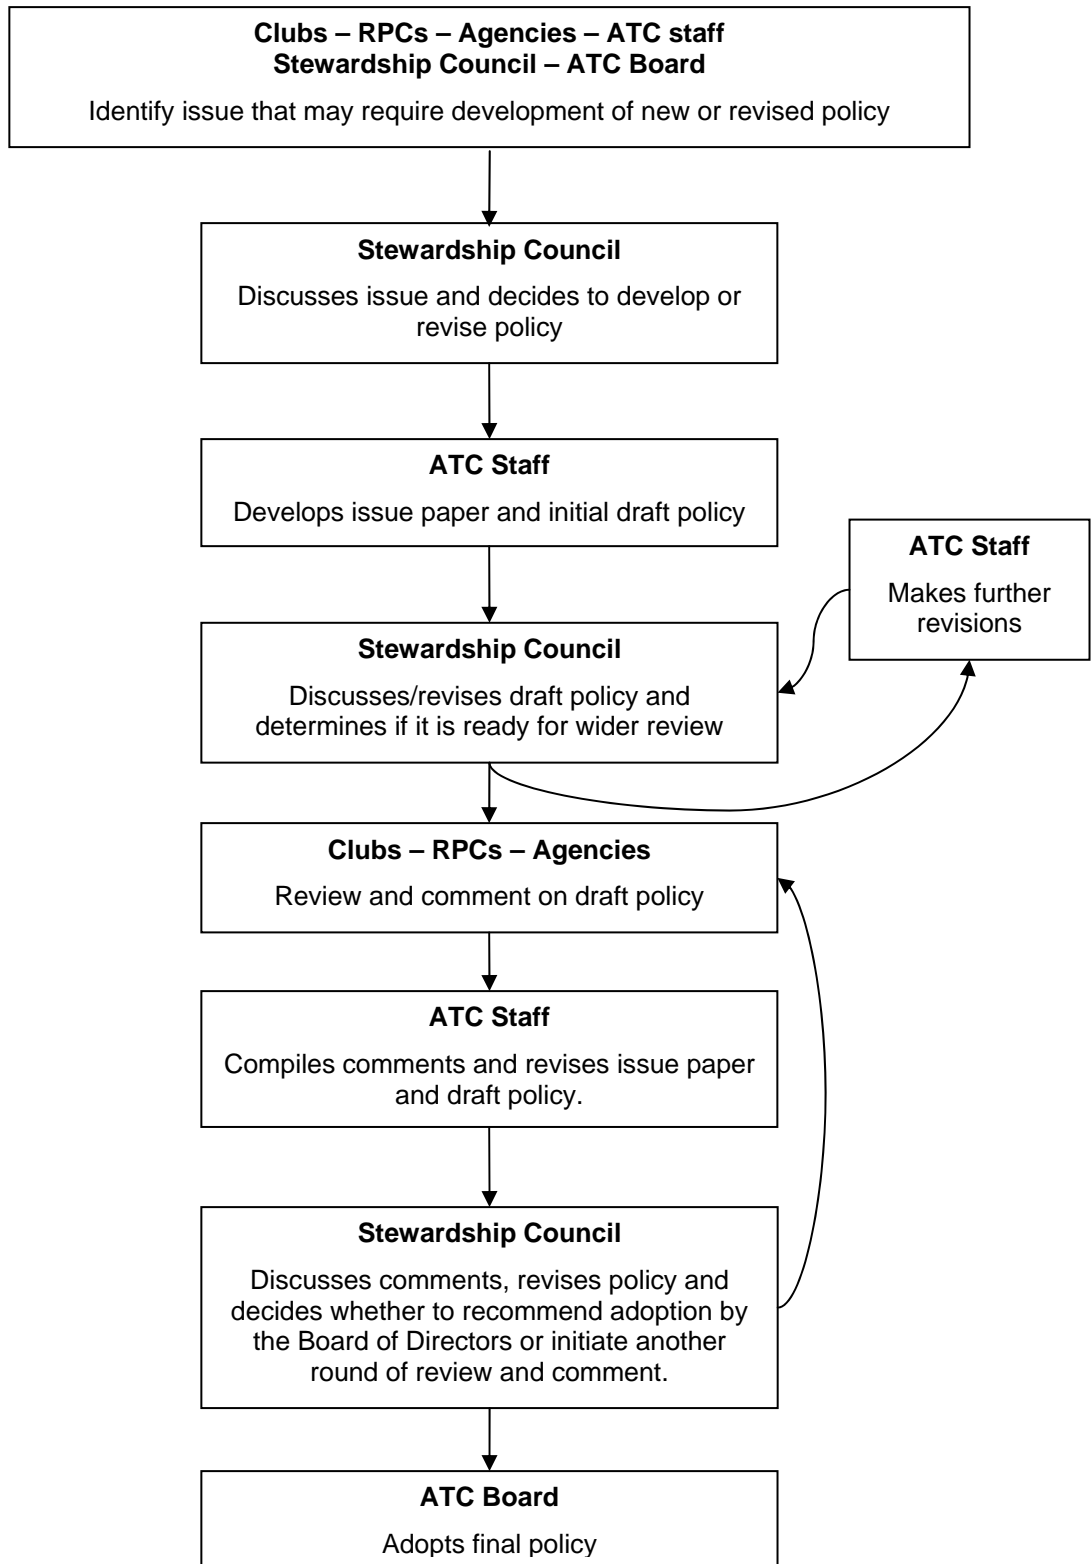 Clubs – RPCs – Agencies – ATC staff
Stewardship Council – ATC Board
Identify issue that may require development of new or revised policy
Stewardship Council
Discusses issue and decides to develop or
revise policy
ATC Staff
Develops issue paper and initial draft policy
ATC Staff
Makes further
revisions
Stewardship Council
Discusses/revises draft policy and
determines if it is ready for wider review
Clubs – RPCs – Agencies
Review and comment on draft policy
ATC Staff
Compiles comments and revises issue paper
and draft policy.
Stewardship Council
Discusses comments, revises policy and
decides whether to recommend adoption by
the Board of Directors or initiate another
round of review and comment.
ATC Board
Adopts final policy